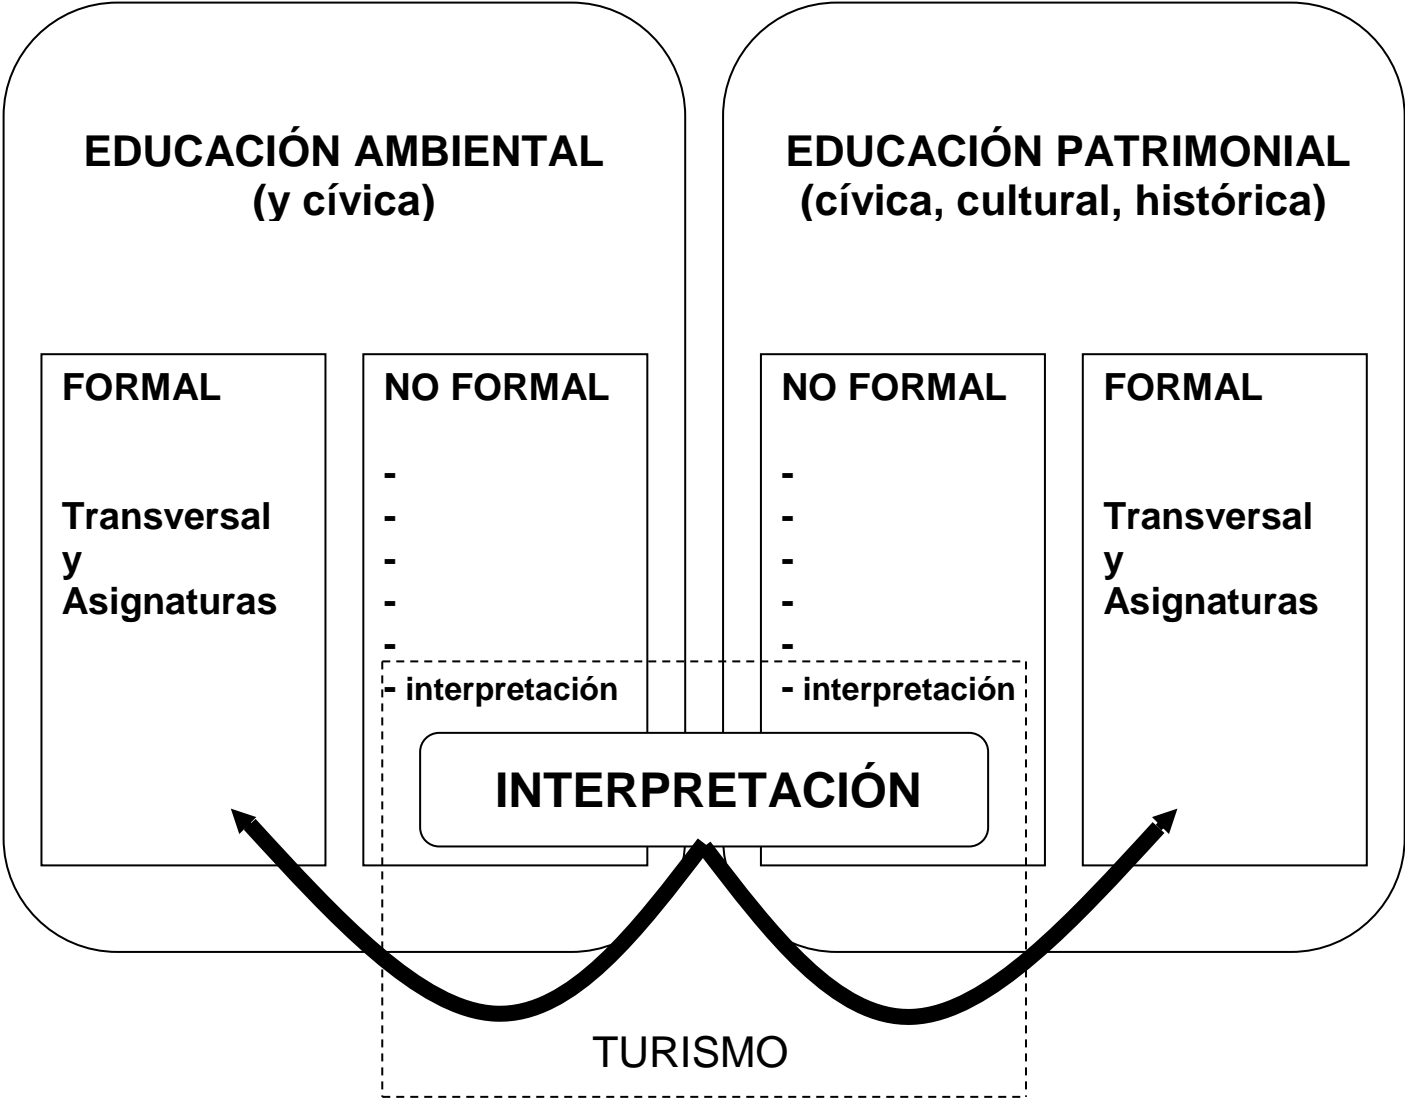 EDUCACIÓN AMBIENTAL
(y cívica)
FORMAL
Transversal
y
Asignaturas
NO FORMAL
-
-
-
-
-
- interpretación
EDUCACIÓN PATRIMONIAL
(cívica, cultural, histórica)
NO FORMAL
-
-
-
-
-
- interpretación
FORMAL
Transversal
y
Asignaturas
INTERPRETACIÓN
TURISMO